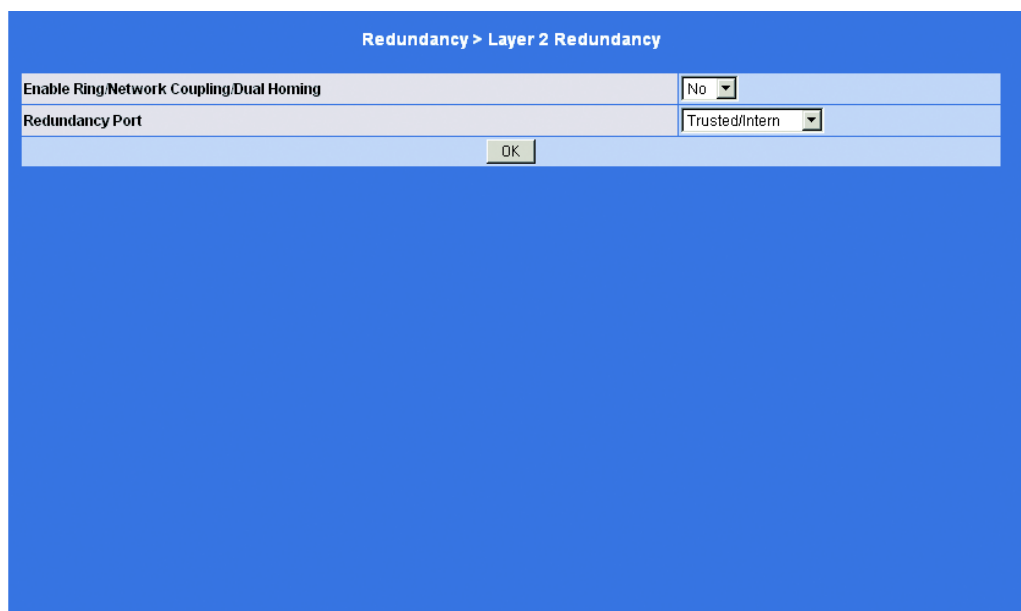 Redundancy > Layer 2 Redundancy
Enable Ring/Network Coupling/Dual Homing No
Redundancy Port Trusted/Intern
OK